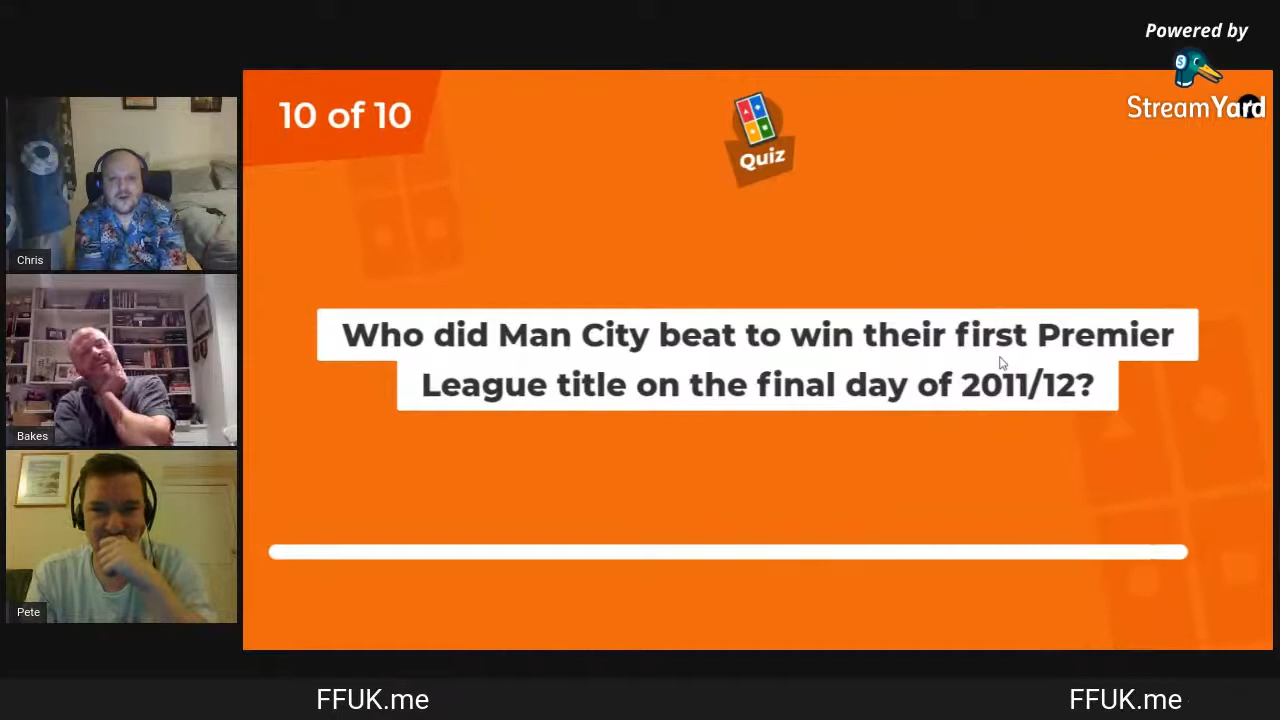 Powered by
StreamYard
10 of 10
Quiz
Who did Man City beat to win their first Premier
League title on the final day of 2011/12?
Chris
Bakes
Pete
FFUK.me
FFUK.me